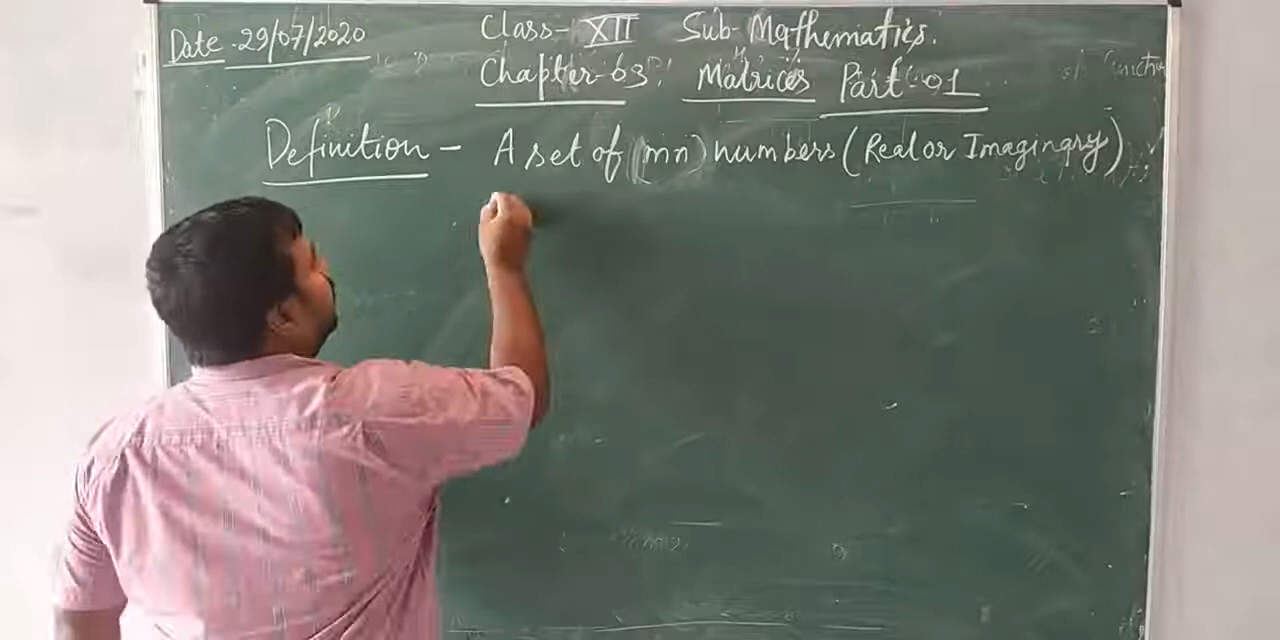 Date 29/07/2020
Class- XII Sub-Mathematics.
Chapter-03: Matrices Part-01
Definition - A set of (mn) numbers (Real or Imaginary)